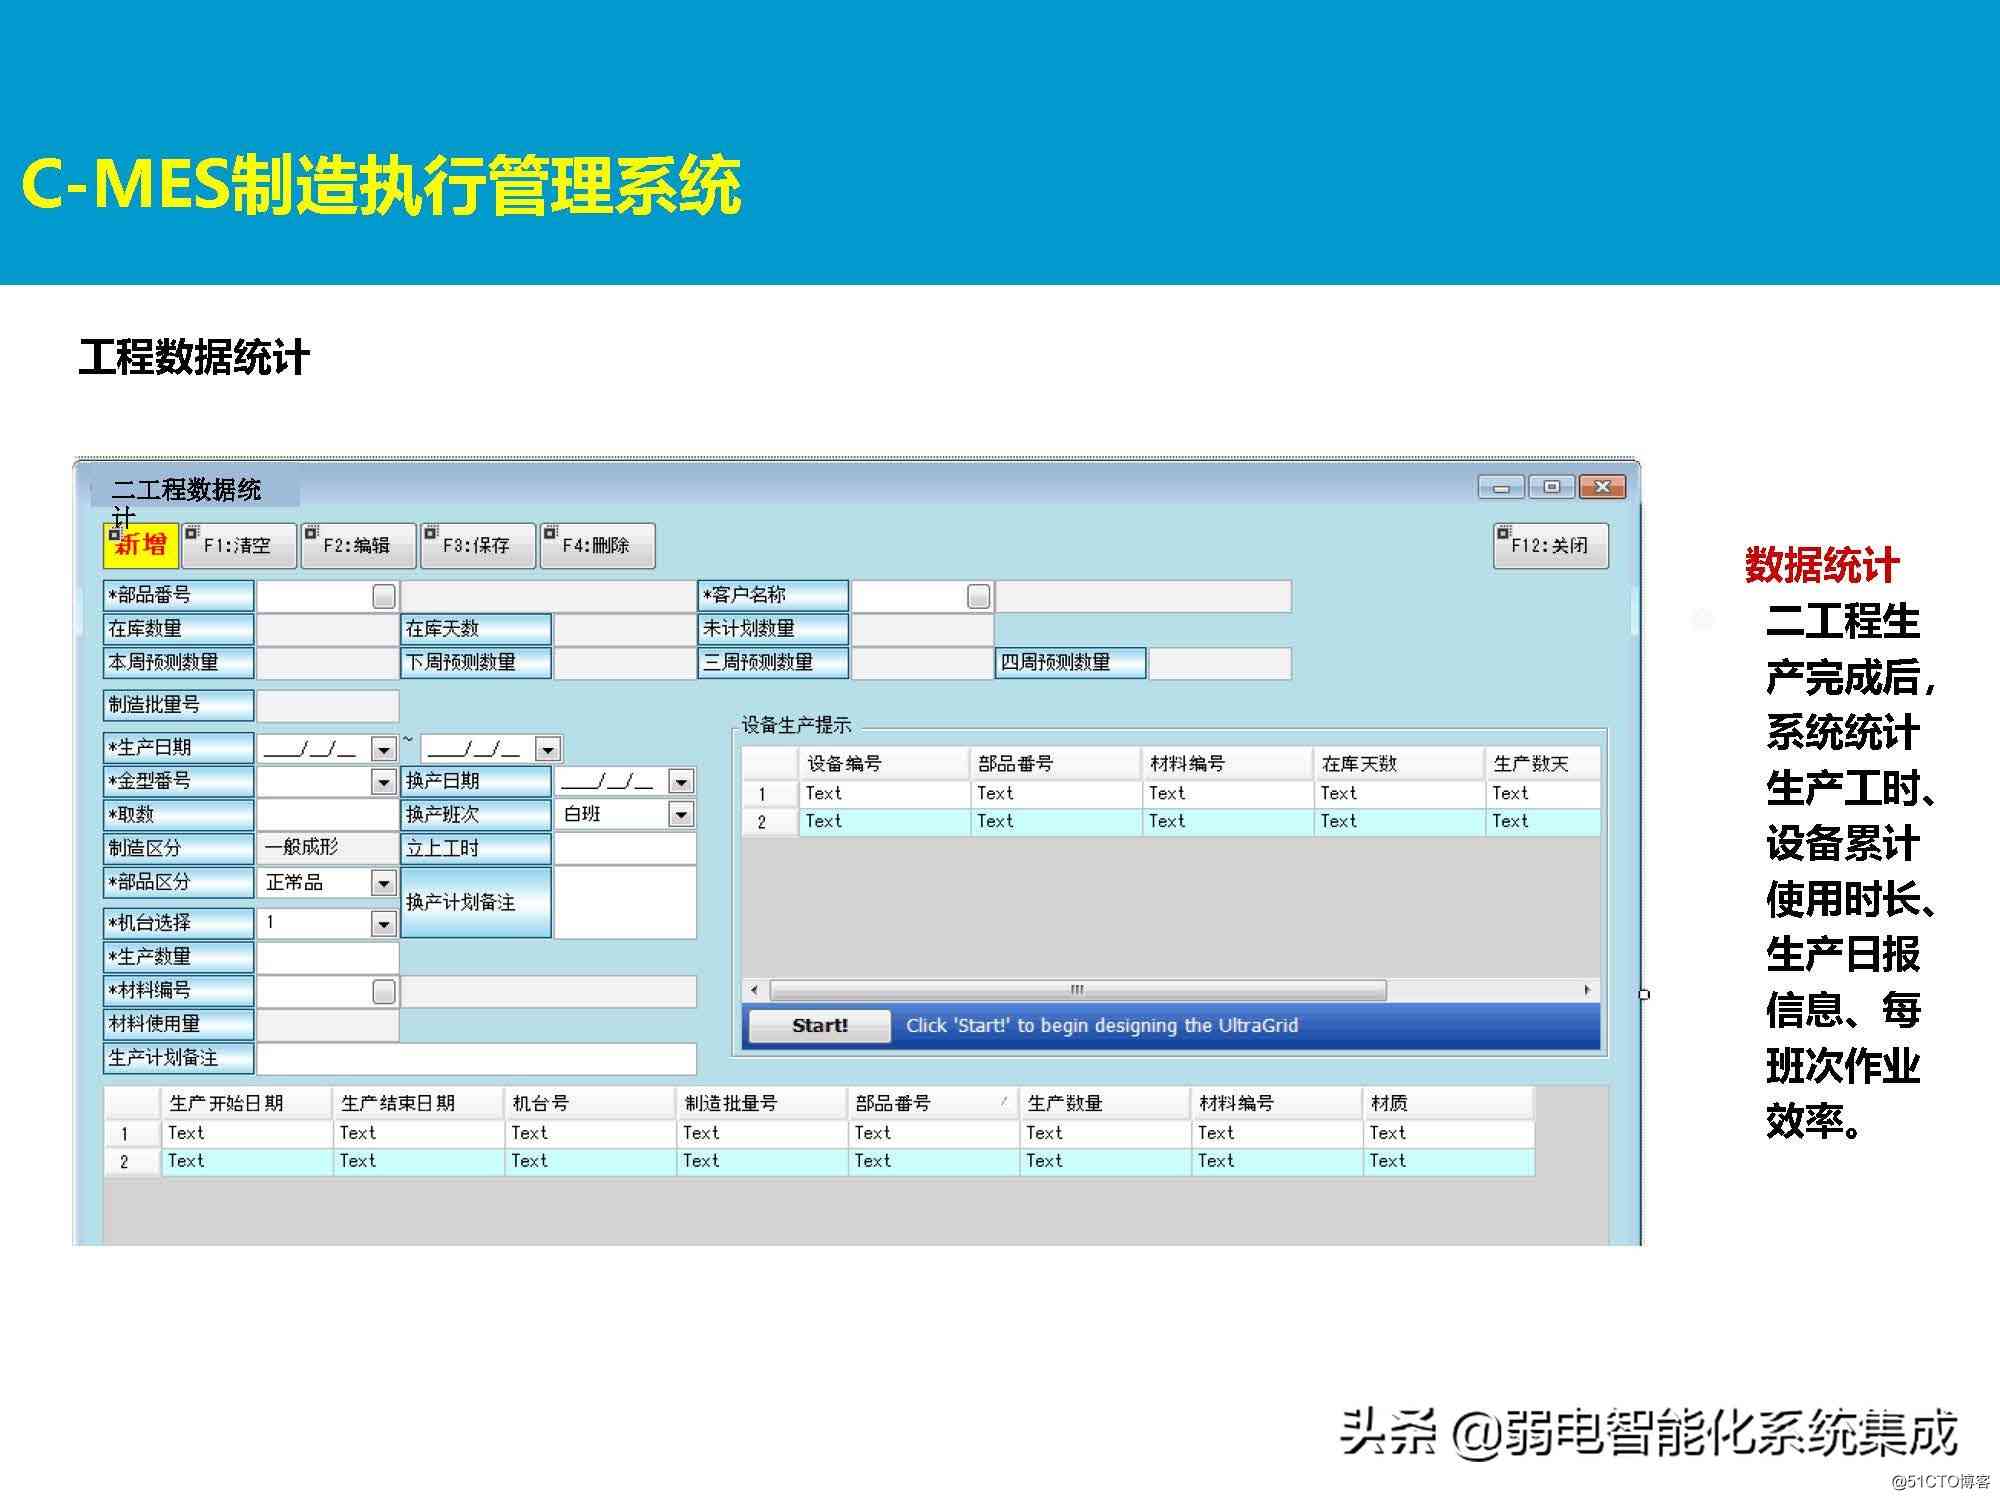 C-MES制造执行管理系统
工程数据统计
二工程数据统
计
新增 F1:清空 F2:编辑 F3:保存 F4:删除 F12:关闭
*部品番号 *客户名称
在库数量 在库天数 未计划数量
本周预测数量 下周预测数量 三周预测数量 四周预测数量
制造批量号
*生产日期 ____/__/__ ~ ____/__/__
*金型番号 换产日期 ____/__/__
*取数 换产班次 白班
制造区分 一般成形 立上工时
*部品区分 正常品 换产计划备注
*机台选择 1
*生产数量
*材料编号
材料使用量
生产计划备注
设备生产提示
设备编号 部品番号 材料编号 在库天数 生产数天
1 Text Text Text Text Text
2 Text Text Text Text Text
Start! Click 'Start!' to begin designing the UltraGrid
生产开始日期 生产结束日期 机台号 制造批量号 部品番号 生产数量 材料编号 材质
1 Text Text Text Text Text Text Text Text
2 Text Text Text Text Text Text Text Text
数据统计
二工程生
产完成后，
系统统计
生产工时、
设备累计
使用时长、
生产日报
信息、每
班次作业
效率。
头条 @弱电智能化系统集成
@51CTO博客